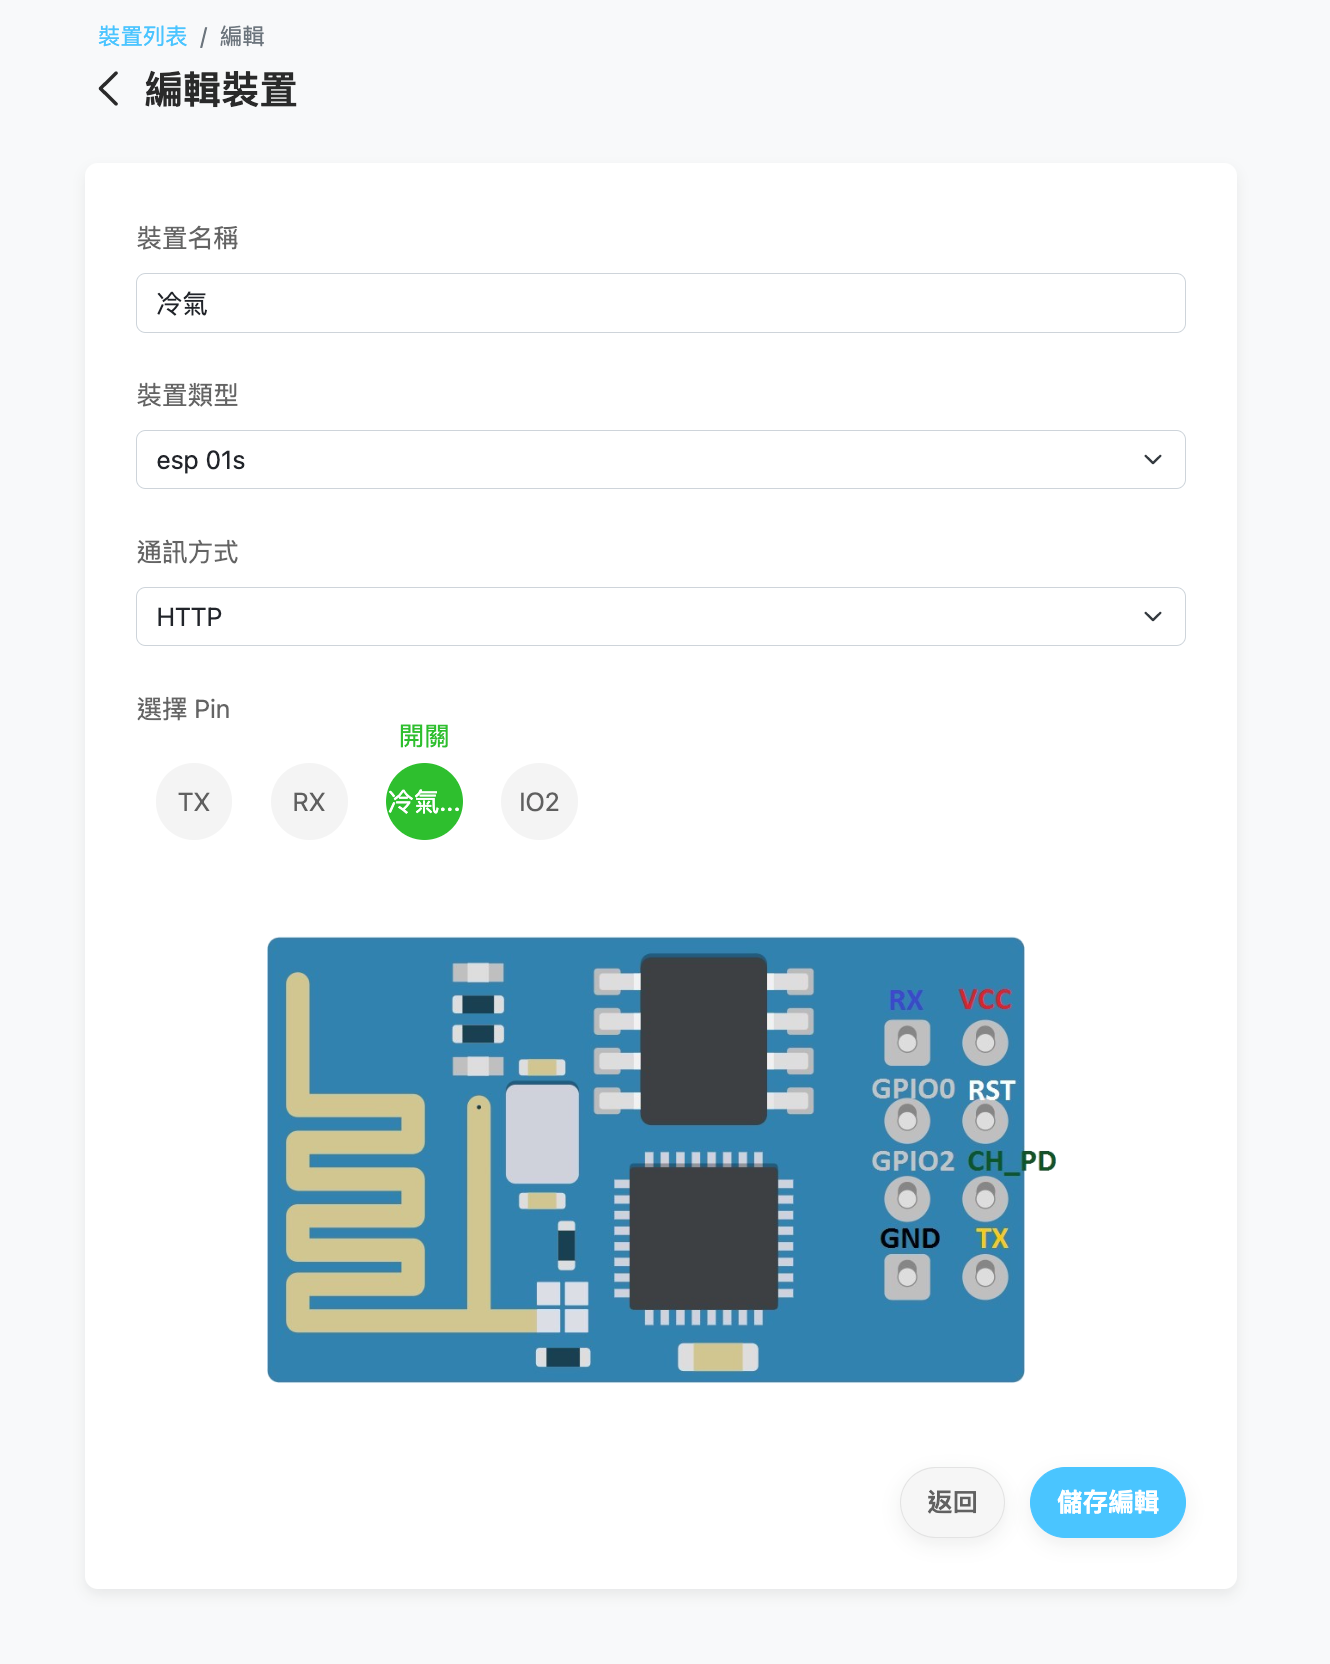 裝置列表 / 編輯
編輯裝置
裝置名稱
冷氣
裝置類型
esp 01s
通訊方式
HTTP
選擇 Pin
開關
TX RX 冷氣... IO2
RX VCC
GPIO0 RST
GPIO2 CH_PD
GND TX
返回 儲存編輯